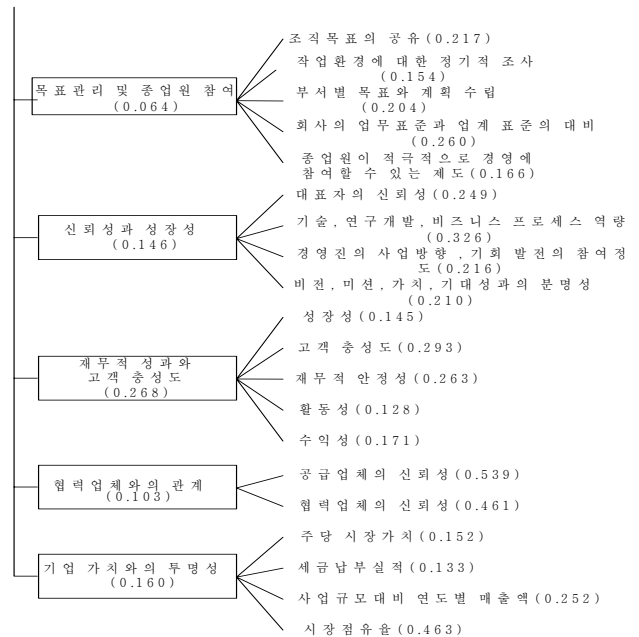 목표관리 및 종업원 참여
(0.064)
조직목표의 공유(0.217)
작업환경에 대한 정기적 조사
(0.154)
부서별 목표와 계획 수립
(0.204)
회사의 업무표준과 업계 표준의 대비
(0.260)
종업원이 적극적으로 경영에
참여할 수 있는 제도(0.166)
신뢰성과 성장성
(0.146)
대표자의 신뢰성(0.249)
기술,연구개발,비즈니스 프로세스 역량
(0.326)
경영진의 사업방향,기회 발전의 참여정
도(0.216)
비전,미션,가치,기대성과의 분명성
(0.210)
재무적 성과와
고객 충성도
(0.268)
성장성(0.145)
고객 충성도(0.293)
재무적 안정성(0.263)
활동성(0.128)
수익성(0.171)
협력업체와의 관계
(0.103)
공급업체의 신뢰성(0.539)
협력업체의 신뢰성(0.461)
기업 가치와의 투명성
(0.160)
주당 시장가치(0.152)
세금납부실적(0.133)
사업규모대비 연도별 매출액(0.252)
시장점유율(0.463)